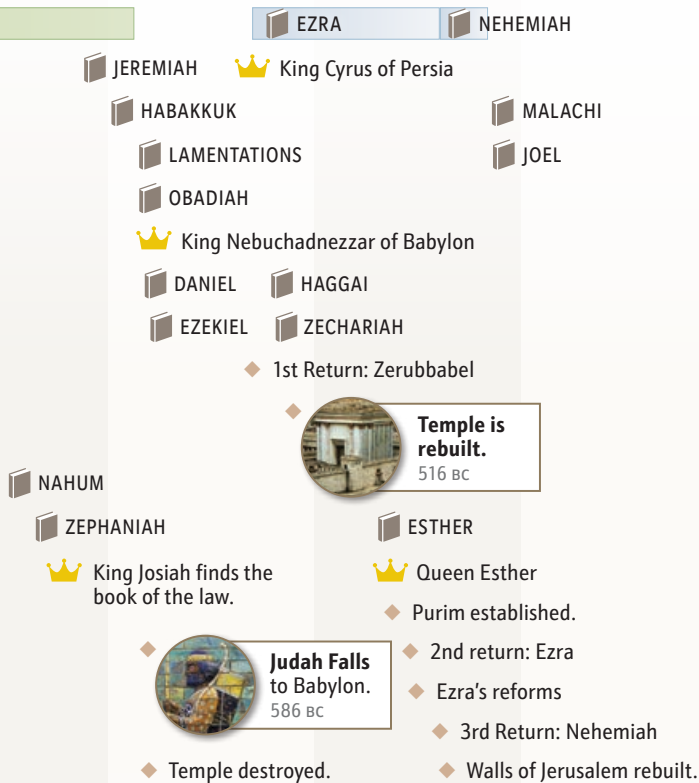 EZRA
NEHEMIAH
JEREMIAH
King Cyrus of Persia
HABAKKUK
MALACHI
LAMENTATIONS
JOEL
OBADIAH
King Nebuchadnezzar of Babylon
DANIEL
HAGGAI
EZEKIEL
ZECHARIAH
1st Return: Zerubbabel
Temple is
rebuilt.
516 BC
NAHUM
ZEPHANIAH
ESTHER
King Josiah finds the
book of the law.
Queen Esther
Purim established.
Judah Falls
to Babylon.
586 BC
2nd return: Ezra
Ezra's reforms
3rd Return: Nehemiah
Temple destroyed.
Walls of Jerusalem rebuilt.